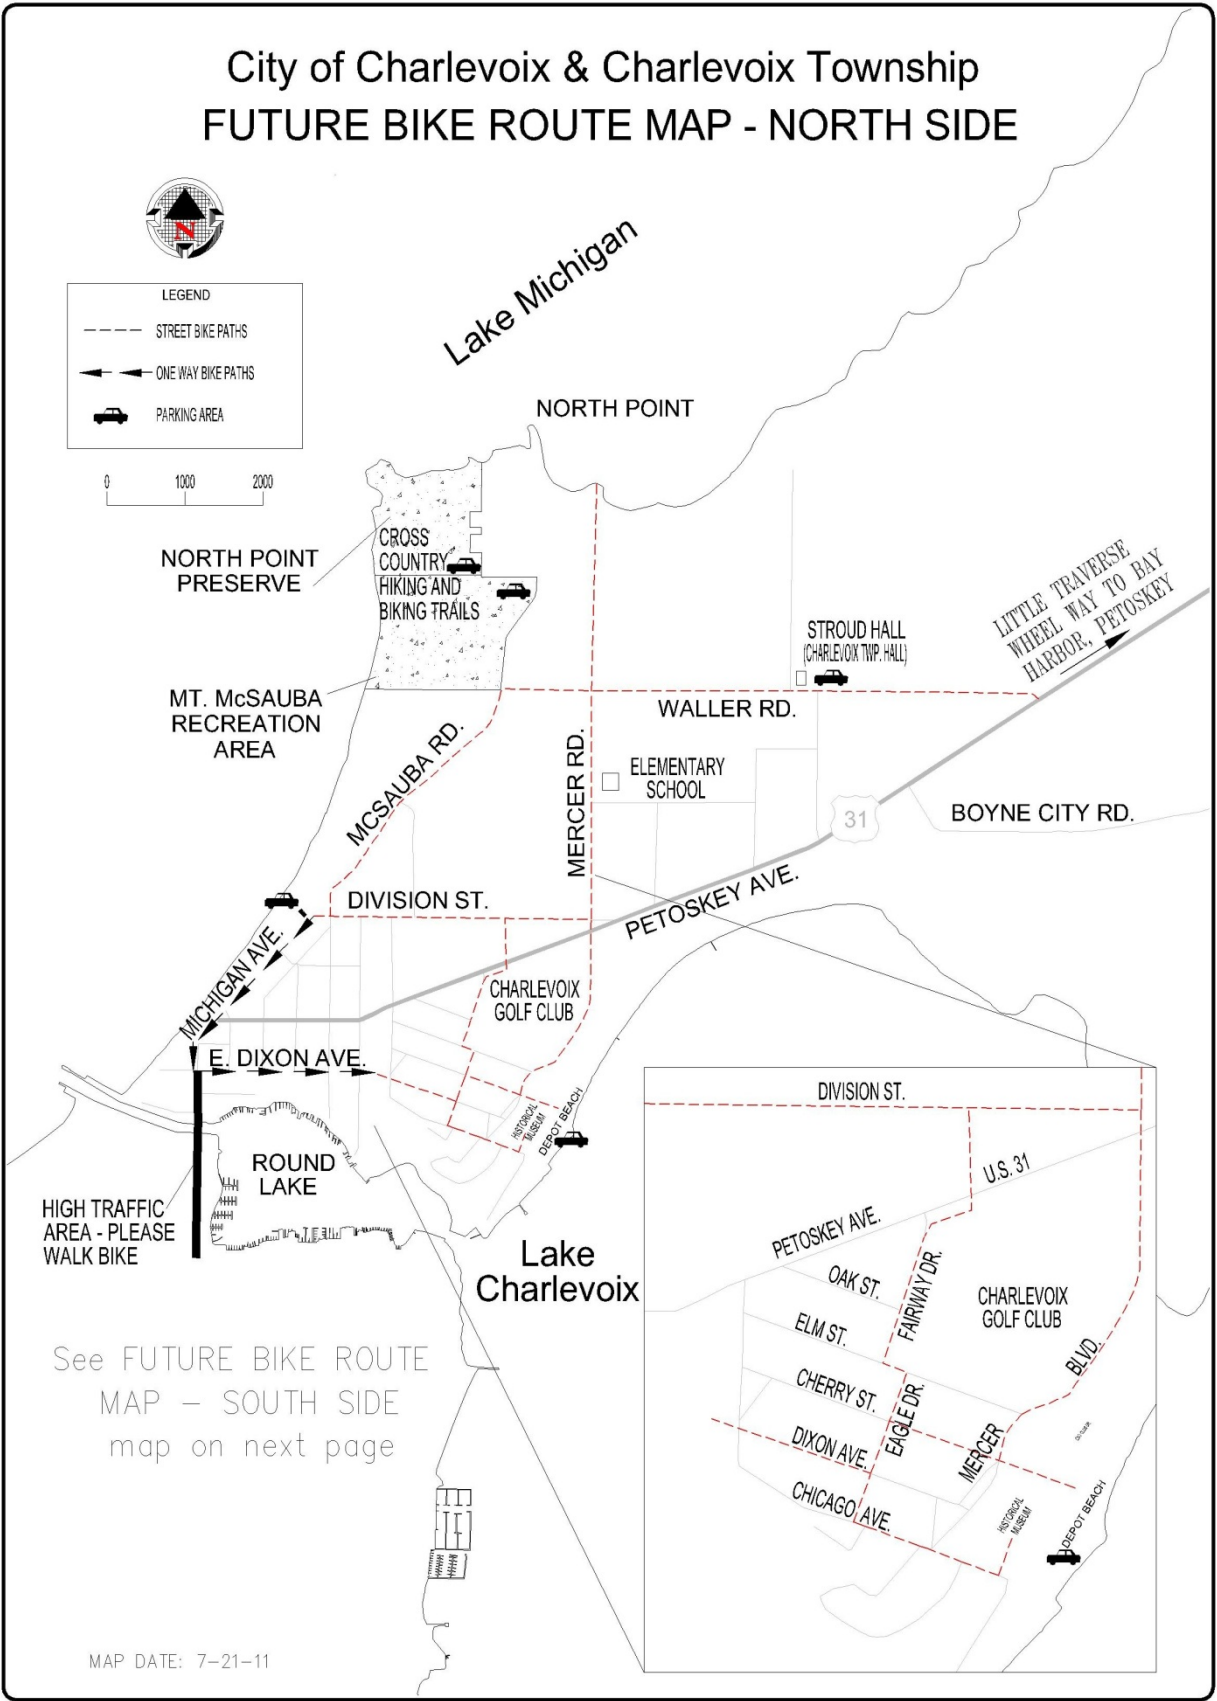 City of Charlevoix & Charlevoix Township
FUTURE BIKE ROUTE MAP - NORTH SIDE
N
LEGEND
STREET BIKE PATHS
ONE WAY BIKE PATHS
PARKING AREA
0 1000 2000
Lake Michigan
NORTH POINT
CROSS
COUNTRY
HIKING AND
BIKING TRAILS
NORTH POINT
PRESERVE
MT. McSAUBA
RECREATION
AREA
STROUD HALL
(CHARLEVOIX TWP. HALL)
LITTLE TRAVERSE
WHEEL WAY TO BAY
HARBOR, PETOSKEY
WALLER RD.
MCSAUBA RD.
MERCER RD.
ELEMENTARY
SCHOOL
31
BOYNE CITY RD.
PETOSKEY AVE.
DIVISION ST.
MICHIGAN AVE.
CHARLEVOIX
GOLF CLUB
E. DIXON AVE.
HISTORICAL
MUSEUM
DEPOT BEACH
ROUND
LAKE
HIGH TRAFFIC
AREA - PLEASE
WALK BIKE
Lake
Charlevoix
See FUTURE BIKE ROUTE
MAP - SOUTH SIDE
map on next page
DIVISION ST.
U.S. 31
PETOSKEY AVE.
OAK ST.
FAIRWAY DR.
CHARLEVOIX
GOLF CLUB
ELM ST.
BLVD.
CHERRY ST.
EAGLE DR.
MERCER
DIXON AVE.
CHICAGO AVE.
HISTORICAL
MUSEUM
DEPOT BEACH
MAP DATE: 7-21-11